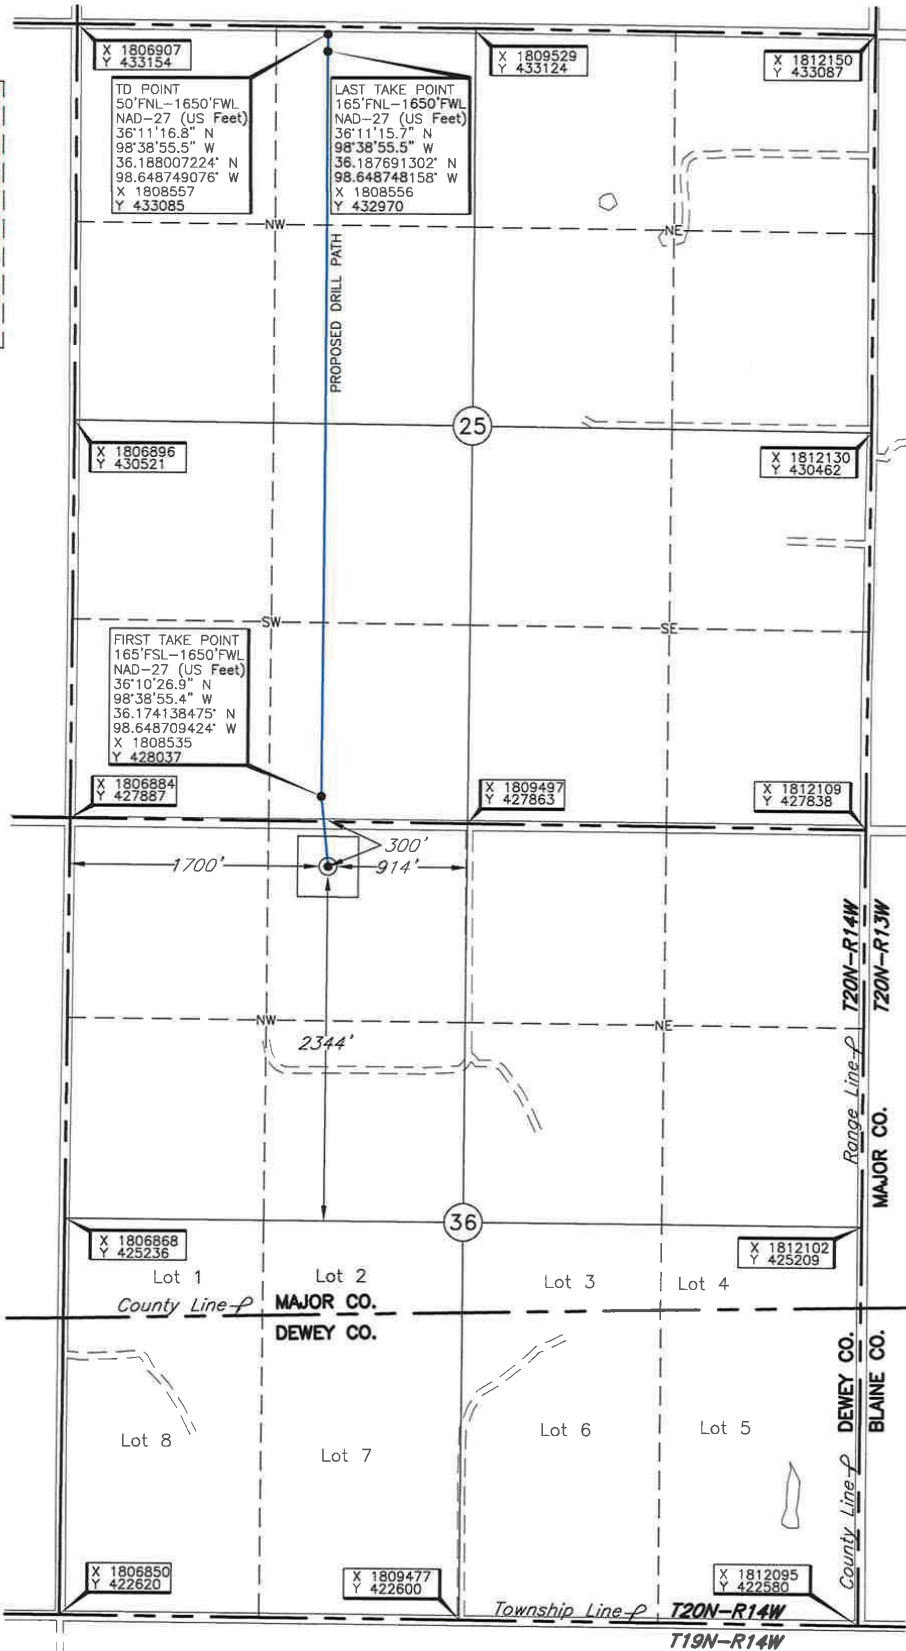 X 1806907
Y 433154
X 1809529
Y 433124
X 1812150
Y 433087
TD POINT
50'FNL-1650'FWL
NAD-27 (US Feet)
36°11'16.8" N
98°38'55.5" W
36.188007224° N
98.648749076° W
X 1808557
Y 433085
LAST TAKE POINT
165'FNL-1650'FWL
NAD-27 (US Feet)
36°11'15.7" N
98°38'55.5" W
36.187691302° N
98.648748158° W
X 1808556
Y 432970
NW
NE
PROPOSED DRILL PATH
25
X 1806896
Y 430521
X 1812130
Y 430462
SW
SE
FIRST TAKE POINT
165'FSL-1650'FWL
NAD-27 (US Feet)
36°10'26.9" N
98°38'55.4" W
36.174138475° N
98.648709424° W
X 1808535
Y 428037
X 1806884
Y 427887
X 1809497
Y 427863
X 1812109
Y 427838
300'
1700'
914'
T20N-R14W
T20N-R13W
NW
NE
2344'
Range Line
MAJOR CO.
36
X 1806868
Y 425236
X 1812102
Y 425209
Lot 1
Lot 2
Lot 3
Lot 4
County Line
MAJOR CO.
DEWEY CO.
DEWEY CO.
BLAINE CO.
Lot 8
Lot 7
Lot 6
Lot 5
County Line
X 1806850
Y 422620
X 1809477
Y 422600
X 1812095
Y 422580
Township Line
T20N-R14W
T19N-R14W